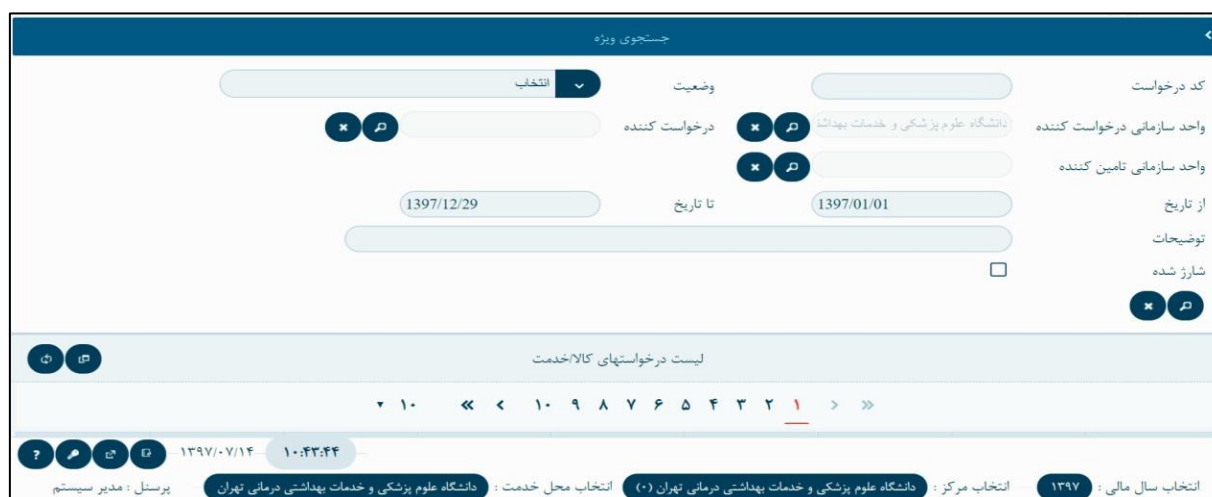 جستجوی ویژه
کد درخواست وضعیت انتخاب
واحد سازمانی درخواست کننده دانشگاه علوم پزشکی و خدمات بهداشتی درخواست کننده
واحد سازمانی تامین کننده
از تاریخ 1397/01/01 تا تاریخ 1397/12/29
توضیحات
شارژ شده
لیست درخواستهای کالا/خدمت
۱ ۲ ۳ ۴ ۵ ۶ ۷ ۸ ۹ ۱۰ ۱۰
۱۰:۴۳:۴۴ ۱۳۹۷/۰۷/۱۴ ?
انتخاب سال مالی : ۱۳۹۷ انتخاب مرکز : دانشگاه علوم پزشکی و خدمات بهداشتی درمانی تهران (۰) انتخاب محل خدمت : دانشگاه علوم پزشکی و خدمات بهداشتی درمانی تهران پرسنل : مدیر سیستم